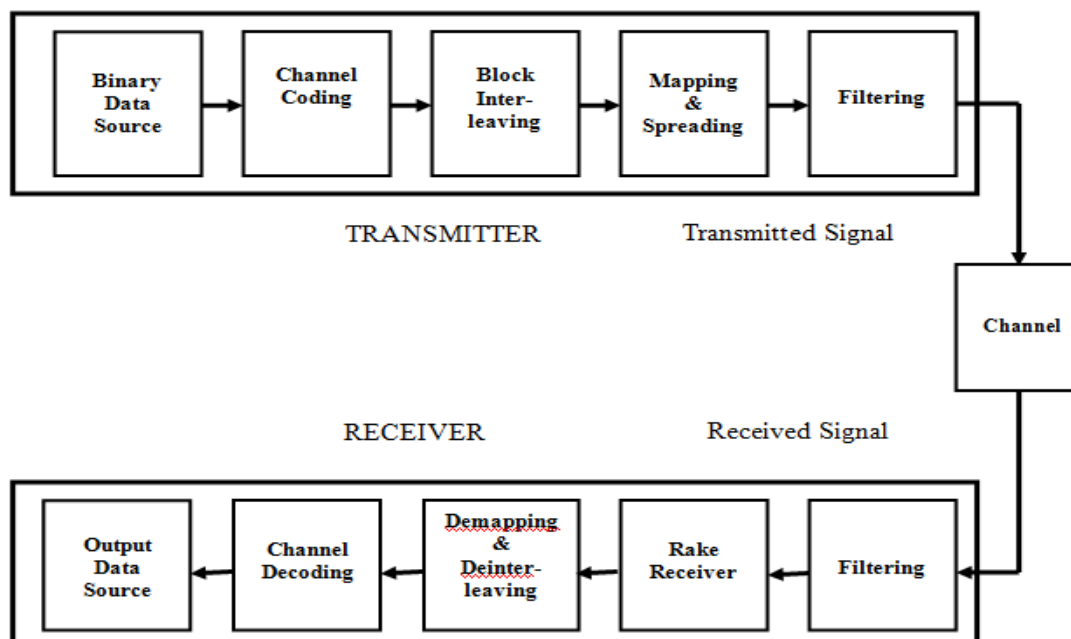 Binary
Data
Source
Channel
Coding
Block
Inter-
leaving
Mapping
&
Spreading
Filtering
TRANSMITTER
Transmitted Signal
Channel
RECEIVER
Received Signal
Output
Data
Source
Channel
Decoding
Demapping
&
Deinter-
leaving
Rake
Receiver
Filtering